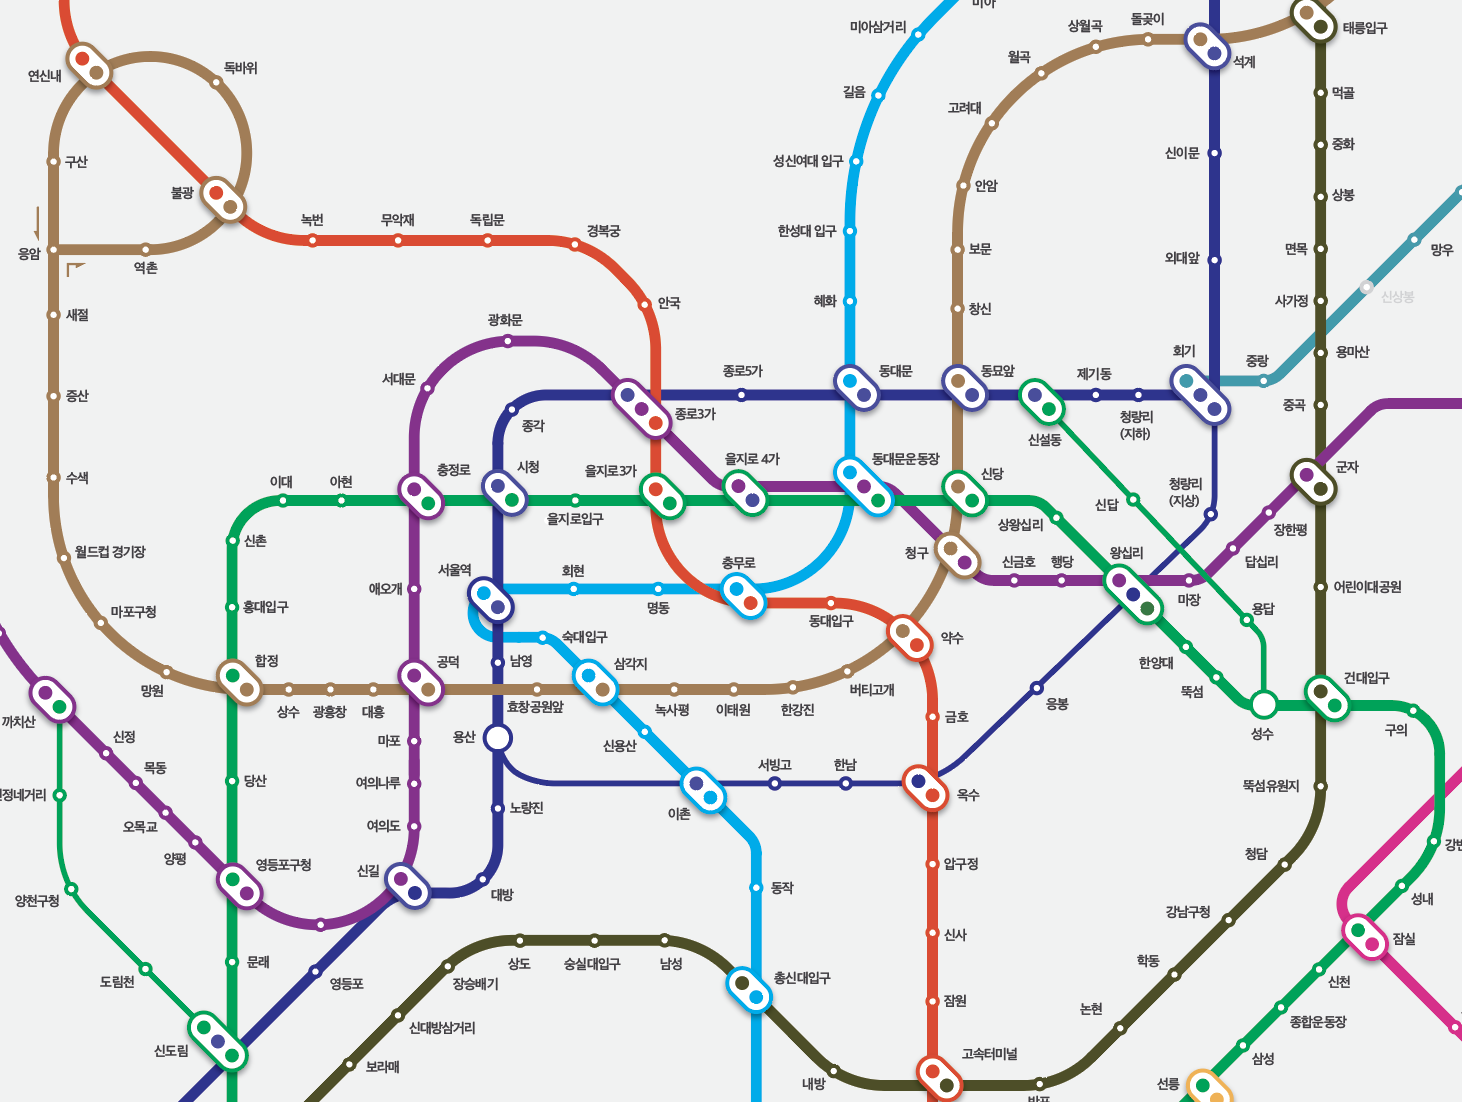 미아
미아삼거리
상월곡
돌곶이
태릉입구
연신내
독바위
월곡
석계
길음
먹골
고려대
중화
구산
성신여대 입구
신이문
불광
안암
상봉
녹번
무악재
독립문
경복궁
한성대 입구
보문
외대앞
면목
망우
응암
역촌
새절
안국
혜화
창신
사가정
신상봉
광화문
서대문
종로5가
동대문
동묘앞
제기동
회기
중랑
용마산
증산
종각
종로3가
신설동
청량리
(지하)
중곡
수색
이대
아현
충정로
시청
을지로3가
을지로 4가
동대문운동장
신당
청량리
(지상)
군자
을지로입구
신답
상왕십리
장한평
신촌
월드컵 경기장
서울역
회현
충무로
청구
신금호
행당
왕십리
답십리
애오개
명동
마장
어린이대공원
마포구청
홍대입구
숙대입구
동대입구
약수
용답
합정
공덕
남영
삼각지
버티고개
한양대
건대입구
망원
상수
광흥창
대흥
효창공원앞
녹사평
이태원
한강진
응봉
뚝섬
까치산
신정
마포
용산
신용산
금호
성수
구의
목동
당산
여의나루
서빙고
한남
뚝섬유원지
오목교
여의도
노량진
이촌
옥수
양평
영등포구청
신길
대방
동작
압구정
청담
양천구청
성내
강남구청
신사
잠실
문래
상도
숭실대입구
남성
총신대입구
학동
도림천
영등포
장승배기
신천
신대방삼거리
잠원
논현
종합운동장
신도림
보라매
고속터미널
삼성
내방
선릉